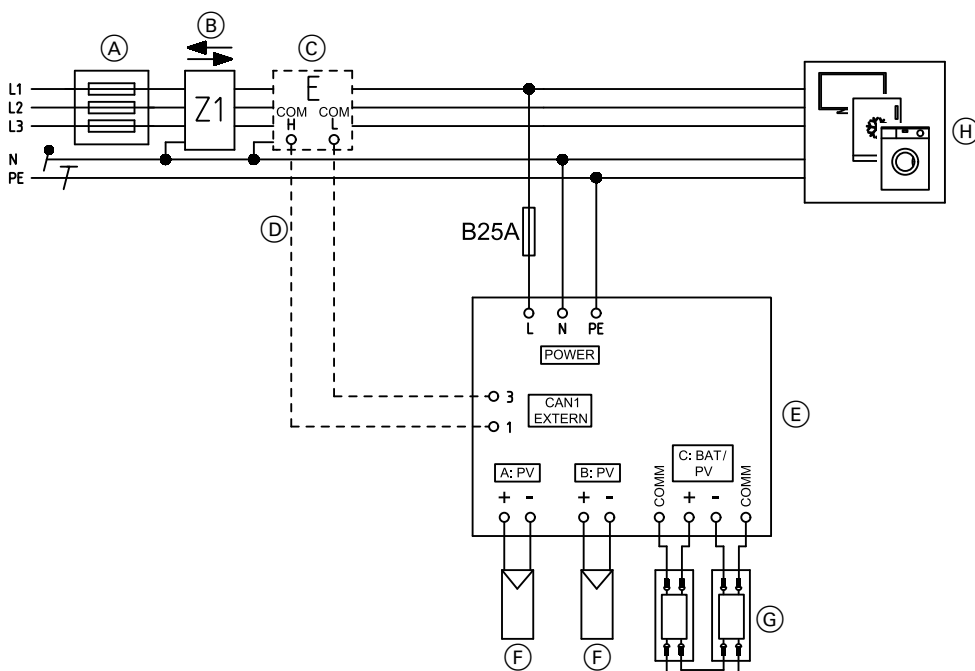 A
B
C
L1
L2
L3
Z1
E
COM H
COM L
H
N
PE
D
B25A
L N PE
POWER
3
CAN1
EXTERN
1
E
A: PV
B: PV
C: BAT/
PV
COMM
COMM
+ -
+ -
+ -
G
F
F